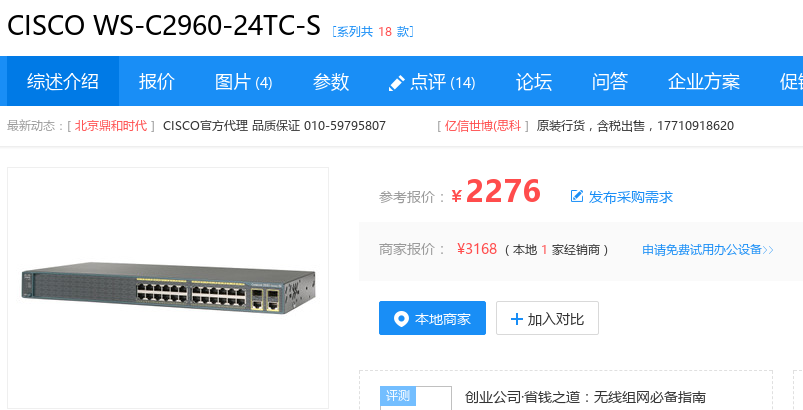 CISCO WS-C2960-24TC-S [系列共 18 款]
综述介绍 报价 图片 (4) 参数 点评 (14) 论坛 问答 企业方案
最新动态：[ 北京鼎和时代 ] CISCO官方代理 品质保证 010-59795807 [ 亿信世博(思科 ] 原装行货，含税出售，17710918620
参考报价： ¥2276 发布采购需求
商家报价： ¥3168 ( 本地 1 家经销商 ) 申请免费试用办公设备>>
本地商家 加入对比
评测 创业公司·省钱之道：无线组网必备指南